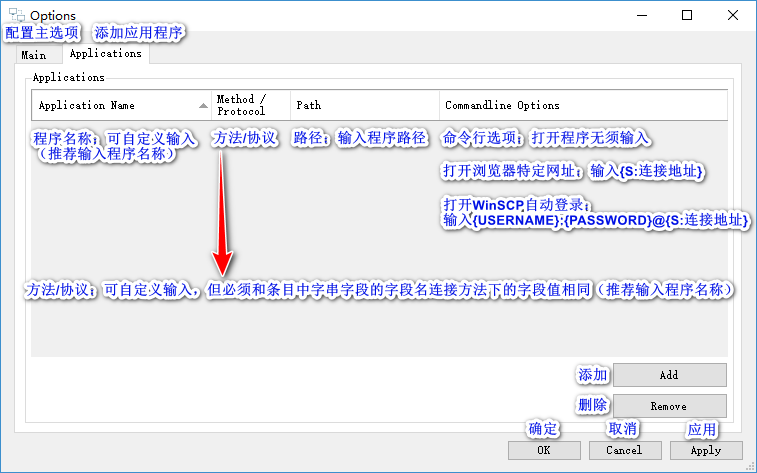 Options
配置主选项 添加应用程序
Main Applications
Applications
Application Name Method / Protocol Path Commandline Options
程序名称：可自定义输入 方法/协议 路径：输入程序路径 命令行选项：打开程序无须输入
（推荐输入程序名称）
打开浏览器特定网址：输入{S:连接地址}
打开WinSCP自动登录：
输入{USERNAME}:{PASSWORD}@{S:连接地址}
方法/协议：可自定义输入，但必须和条目中字串字段的字段名连接方法下的字段值相同（推荐输入程序名称）
添加 Add
删除 Remove
确定 取消 应用
OK Cancel Apply